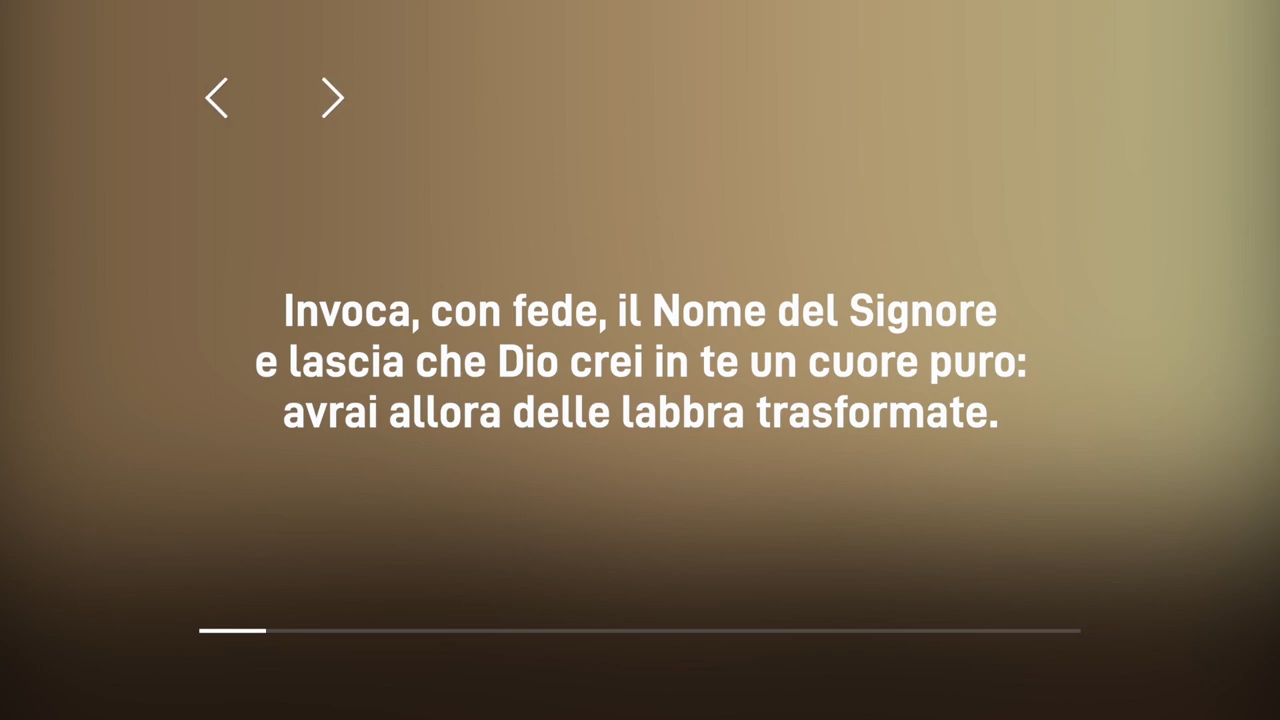 Invoca, con fede, il Nome del Signore
e lascia che Dio crei in te un cuore puro:
avrai allora delle labbra trasformate.